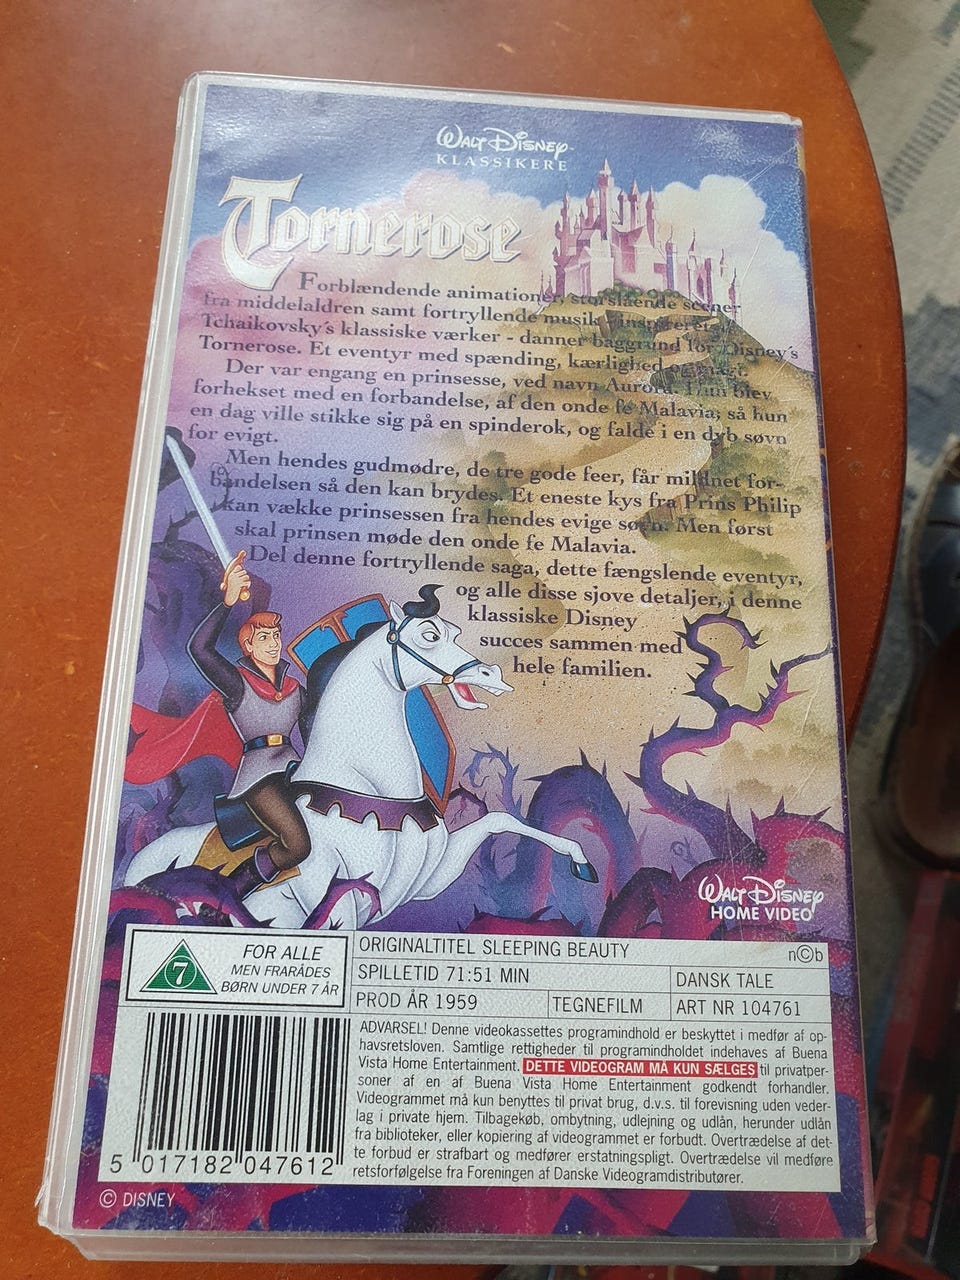 WALT DISNEY
KLASSIKERE
Tornerose
Forblændende animationer, storslående scener
fra middelaldren samt fortryllende musik - inspireret af
Tchaikovsky's klassiske værker - danner baggrund for Disney's
Tornerose. Et eventyr med spænding, kærlighed og magt.
Der var engang en prinsesse, ved navn Aurora. Hun blev
forhekset med en forbandelse, af den onde fe Malavia; så hun
en dag ville stikke sig på en spinderok, og falde i en dyb søvn
for evigt.
Men hendes gudmødre, de tre gode feer, får mildnet for-
bandelsen så den kan brydes. Et eneste kys fra Prins Philip
kan vække prinsessen fra hendes evige søvn. Men først
skal prinsen møde den onde fe Malavia.
Del denne fortryllende saga, dette fængslende eventyr,
og alle disse sjove detaljer, i denne
klassiske Disney
succes sammen med
hele familien.
WALT DISNEY
HOME VIDEO
7
FOR ALLE
MEN FRARÅDES
BØRN UNDER 7 ÅR
ORIGINALTITEL SLEEPING BEAUTY
n©b
SPILLETID 71:51 MIN
DANSK TALE
PROD ÅR 1959
TEGNEFILM
ART NR 104761
ADVARSEL! Denne videokassettes programindhold er beskyttet i medfør af op-
havsretsloven. Samtlige rettigheder til programindholdet indehaves af Buena
Vista Home Entertainment. DETTE VIDEOGRAM MÅ KUN SÆLGES til privatper-
soner af en af Buena Vista Home Entertainment godkendt forhandler.
Videogrammet må kun benyttes til privat brug, d.v.s. til forevisning uden veder-
lag i private hjem. Tilbagekøb, ombytning, udlejning og udlån, herunder udlån
fra biblioteker, eller kopiering af videogrammet er forbudt. Overtrædelse af det-
te forbud er strafbart og medfører erstatningspligt. Overtrædelse vil medføre
retsforfølgelse fra Foreningen af Danske Videogramdistributører.
5 017182 047612
© DISNEY